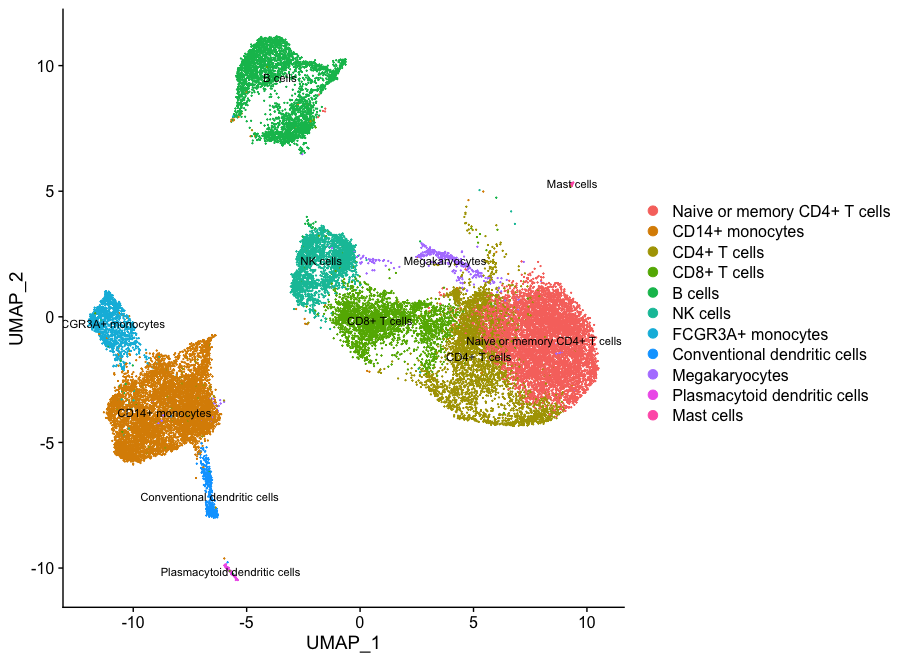 10
5
0
-5
-10
UMAP_2
-10
-5
0
5
10
UMAP_1
B cells
Mast cells
NK cells
Megakaryocytes
CGR3A+ monocytes
CD8+ T cells
Naive or memory CD4+ T cells
CD4+ T cells
CD14+ monocytes
Conventional dendritic cells
Plasmacytoid dendritic cells
Naive or memory CD4+ T cells
CD14+ monocytes
CD4+ T cells
CD8+ T cells
B cells
NK cells
FCGR3A+ monocytes
Conventional dendritic cells
Megakaryocytes
Plasmacytoid dendritic cells
Mast cells